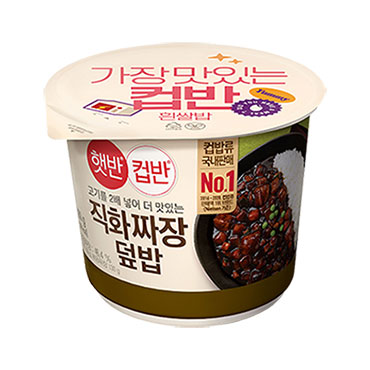 가장 맛있는
컵반
흰쌀밥
Yummy
햇반 컵반
고기를 2배 넣어 더 맛있는
직화짜장
덮밥
컵밥류
국내판매
No.1